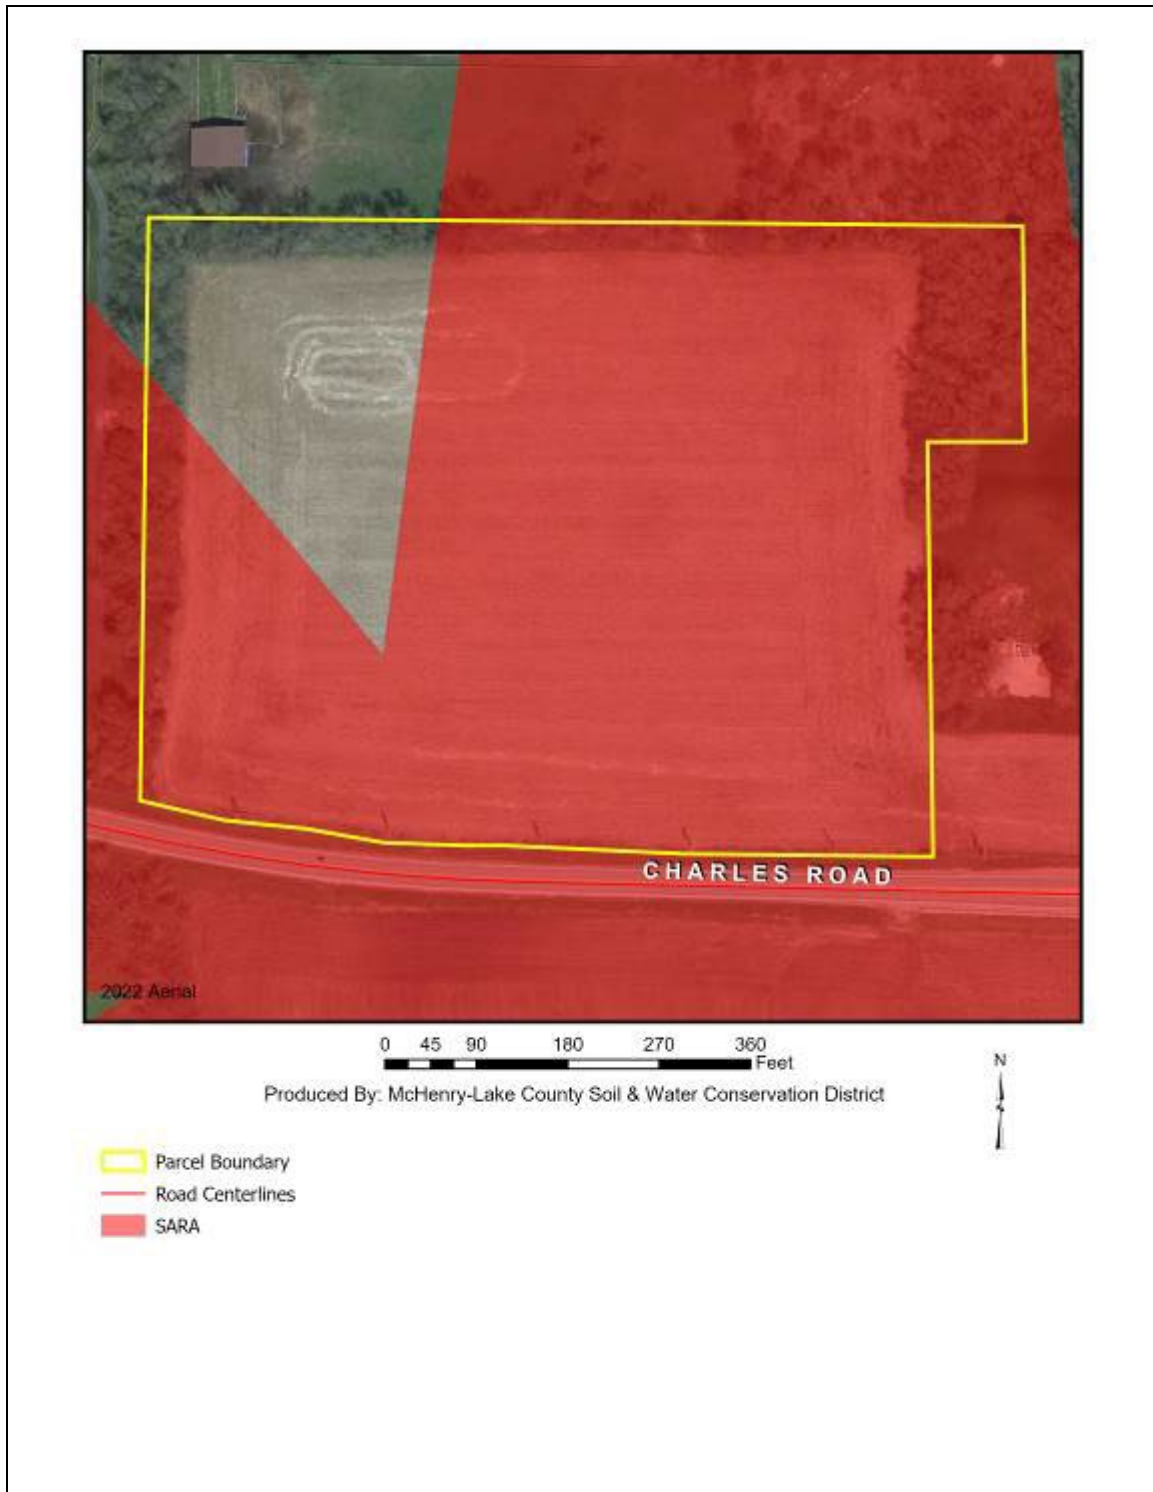 CHARLES ROAD
2022 Aerial
0 45 90 180 270 360
Feet
N
Produced By: McHenry-Lake County Soil & Water Conservation District
Parcel Boundary
Road Centerlines
SARA